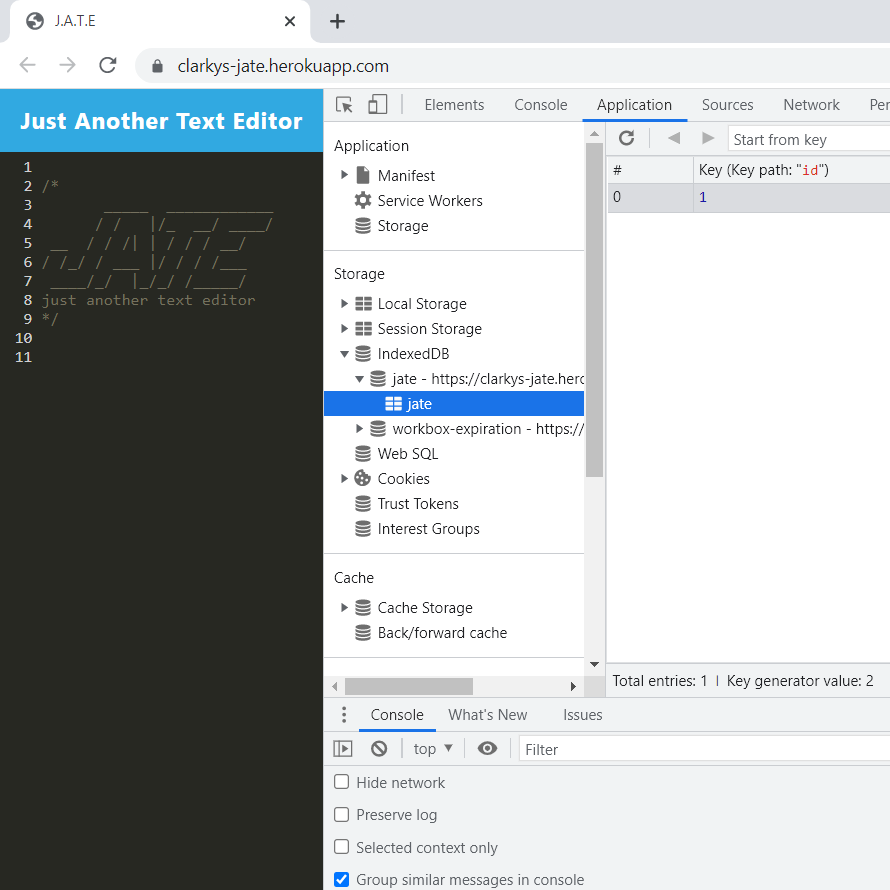 J.A.T.E
clarkys-jate.herokuapp.com
Just Another Text Editor
1
2 /*
3         _____  ____________
4        / /   |/_  __/ ____/
5  __  / / /| | / / / __/
6 / /_/ / ___ |/ / / /___
7  ____/_/  |_/_/ /_____/
8 just another text editor
9 */
10
11
Elements Console Application Sources Network Per
Application
Manifest
Service Workers
Storage
Storage
Local Storage
Session Storage
IndexedDB
jate - https://clarkys-jate.herc
jate
workbox-expiration - https://
Web SQL
Cookies
Trust Tokens
Interest Groups
Cache
Cache Storage
Back/forward cache
Start from key
# Key (Key path: "id")
0 1
Total entries: 1 Key generator value: 2
Console What's New Issues
top Filter
Hide network
Preserve log
Selected context only
Group similar messages in console